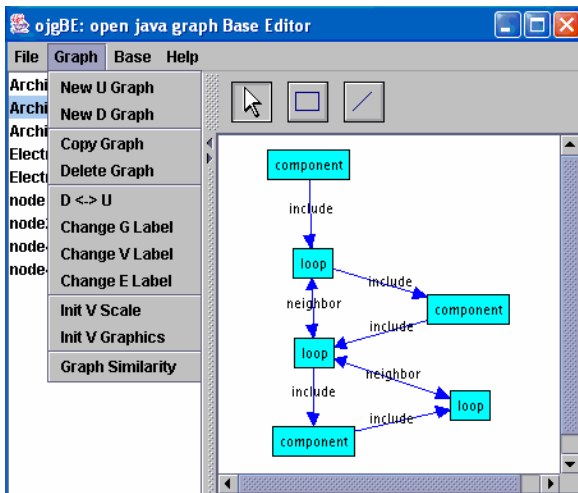 ojgBE: open java graph Base Editor
File Graph Base Help
Archi
Archi
Archi
Elect
Elect
node
node
node
node
New U Graph
New D Graph
Copy Graph
Delete Graph
D <-> U
Change G Label
Change V Label
Change E Label
Init V Scale
Init V Graphics
Graph Similarity
component
include
loop
include
neighbor
component
include
loop
neighbor
include
loop
include
component